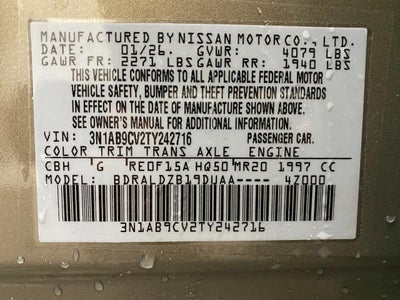 MANUFACTURED BY NISSAN MOTOR CO., LTD.
DATE: 01/26. GVWR: 4079 LBS
GAWR FR: 2271 LBS GAWR RR: 1940 LBS
THIS VEHICLE CONFORMS TO ALL APPLICABLE FEDERAL MOTOR
VEHICLE SAFETY, BUMPER AND THEFT PREVENTION STANDARDS
IN EFFECT ON THE DATE OF MANUFACTURE SHOWN ABOVE.
SEE OWNER'S MANUAL FOR ADDITIONAL INFORMATION.
VIN: 3N1AB9CV2TY242716 PASSENGER CAR.
COLOR TRIM TRANS AXLE ENGINE
CBH G RE0F15A HQ50 MR20 1997 CC
MODEL: BDRALDZB19DUAA---- 4Z000
3N1AB9CV2TY242716